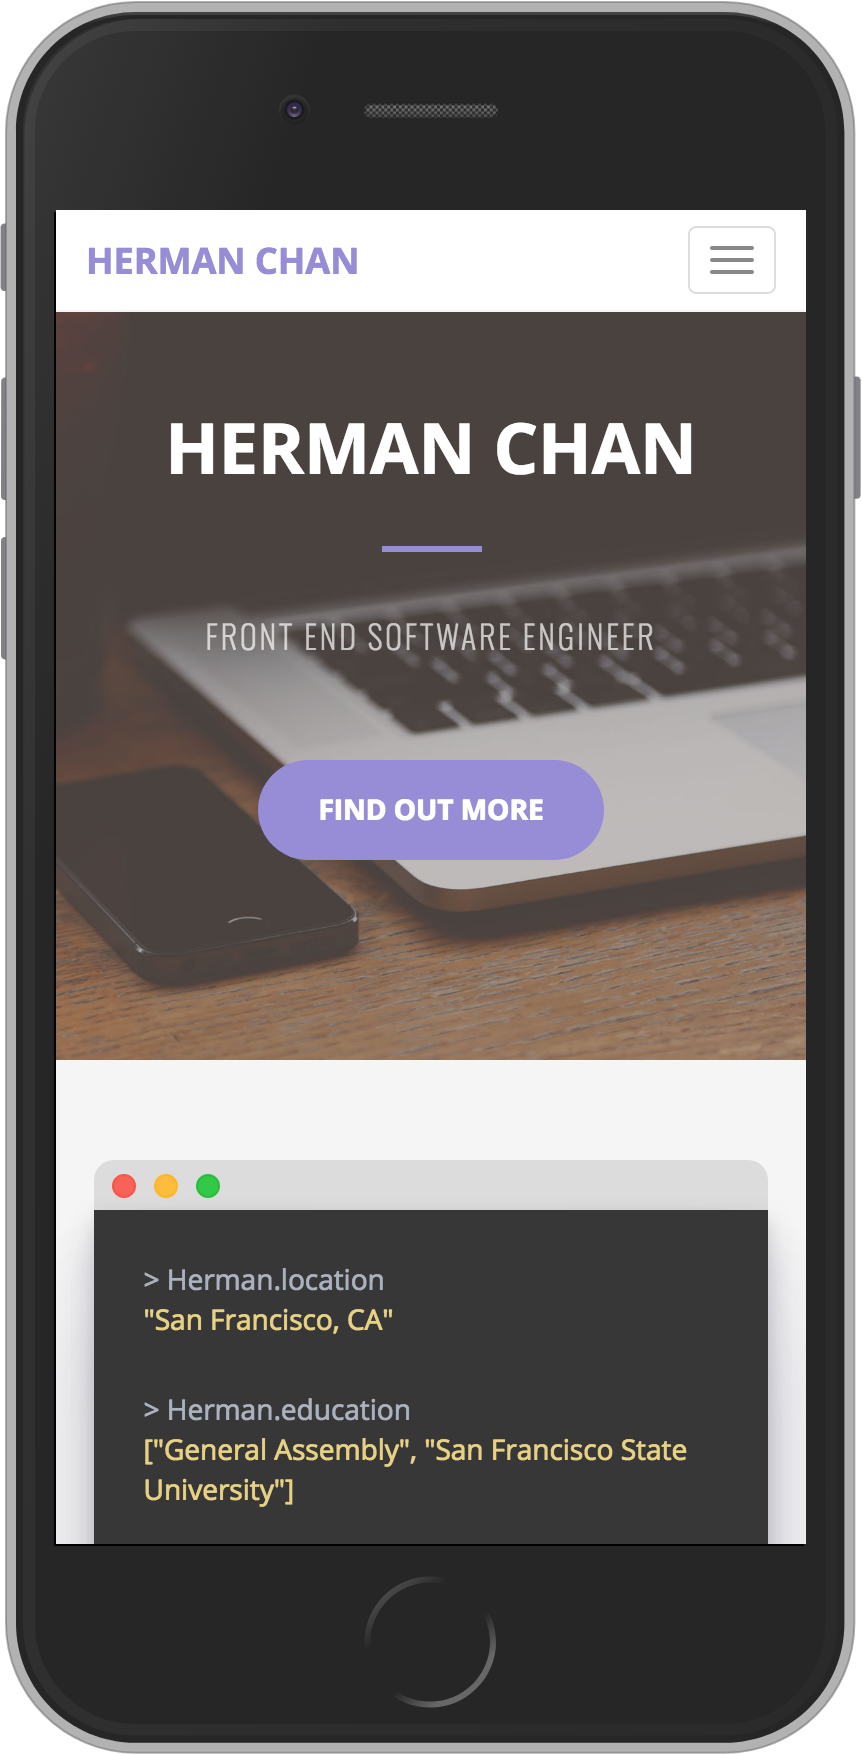 HERMAN CHAN
HERMAN CHAN
FRONT END SOFTWARE ENGINEER
FIND OUT MORE
> Herman.location
"San Francisco, CA"
> Herman.education
["General Assembly", "San Francisco State
University"]